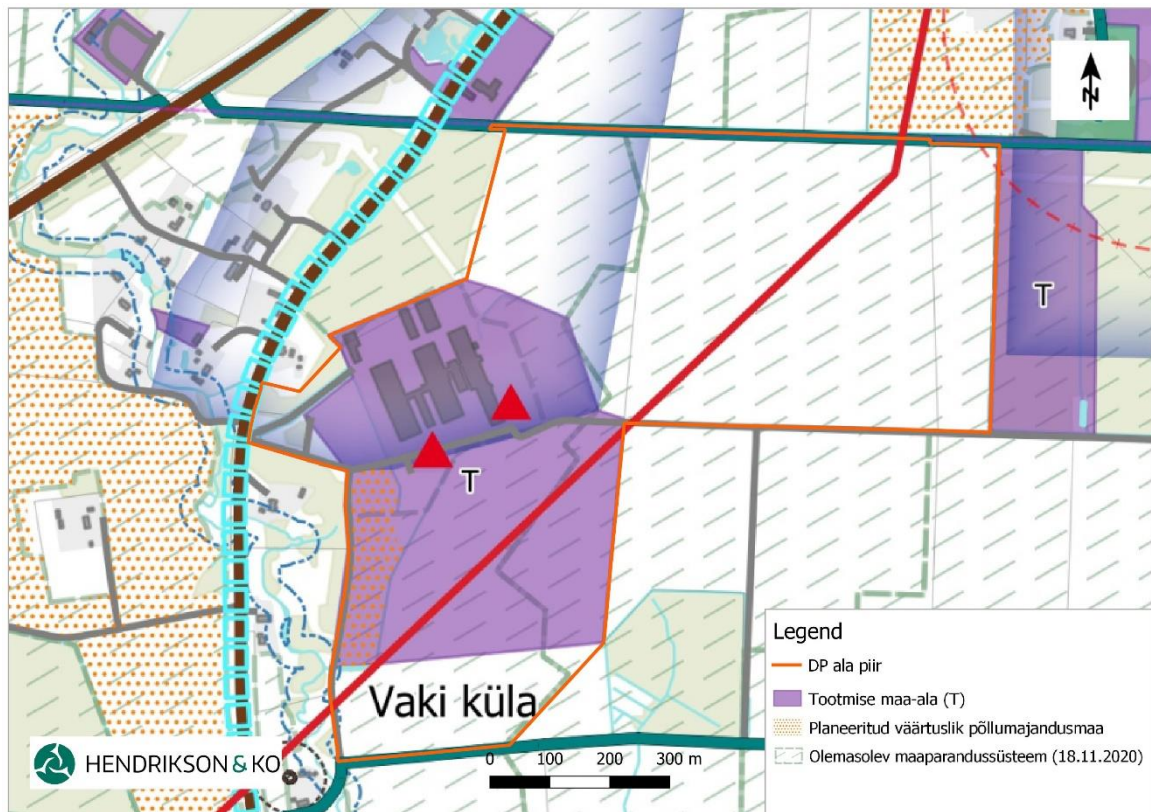 N
T
T
Vaki küla
HENDRIKSON & KO
0 100 200 300 m
Legend
DP ala piir
Tootmise maa-ala (T)
Planeeritud väärtuslik põllumajandusmaa
Olemasolev maaparandussüsteem (18.11.2020)